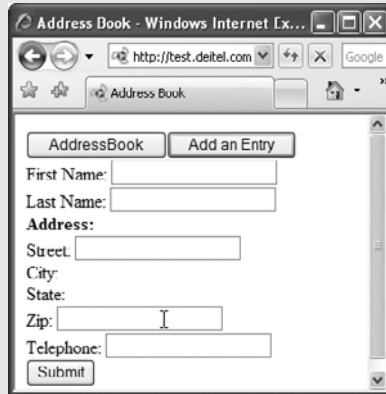 Address Book - Windows Internet Ex...
http://test.deitel.com
Google
Address Book
AddressBook Add an Entry
First Name:
Last Name:
Address:
Street:
City:
State:
Zip:
Telephone:
Submit